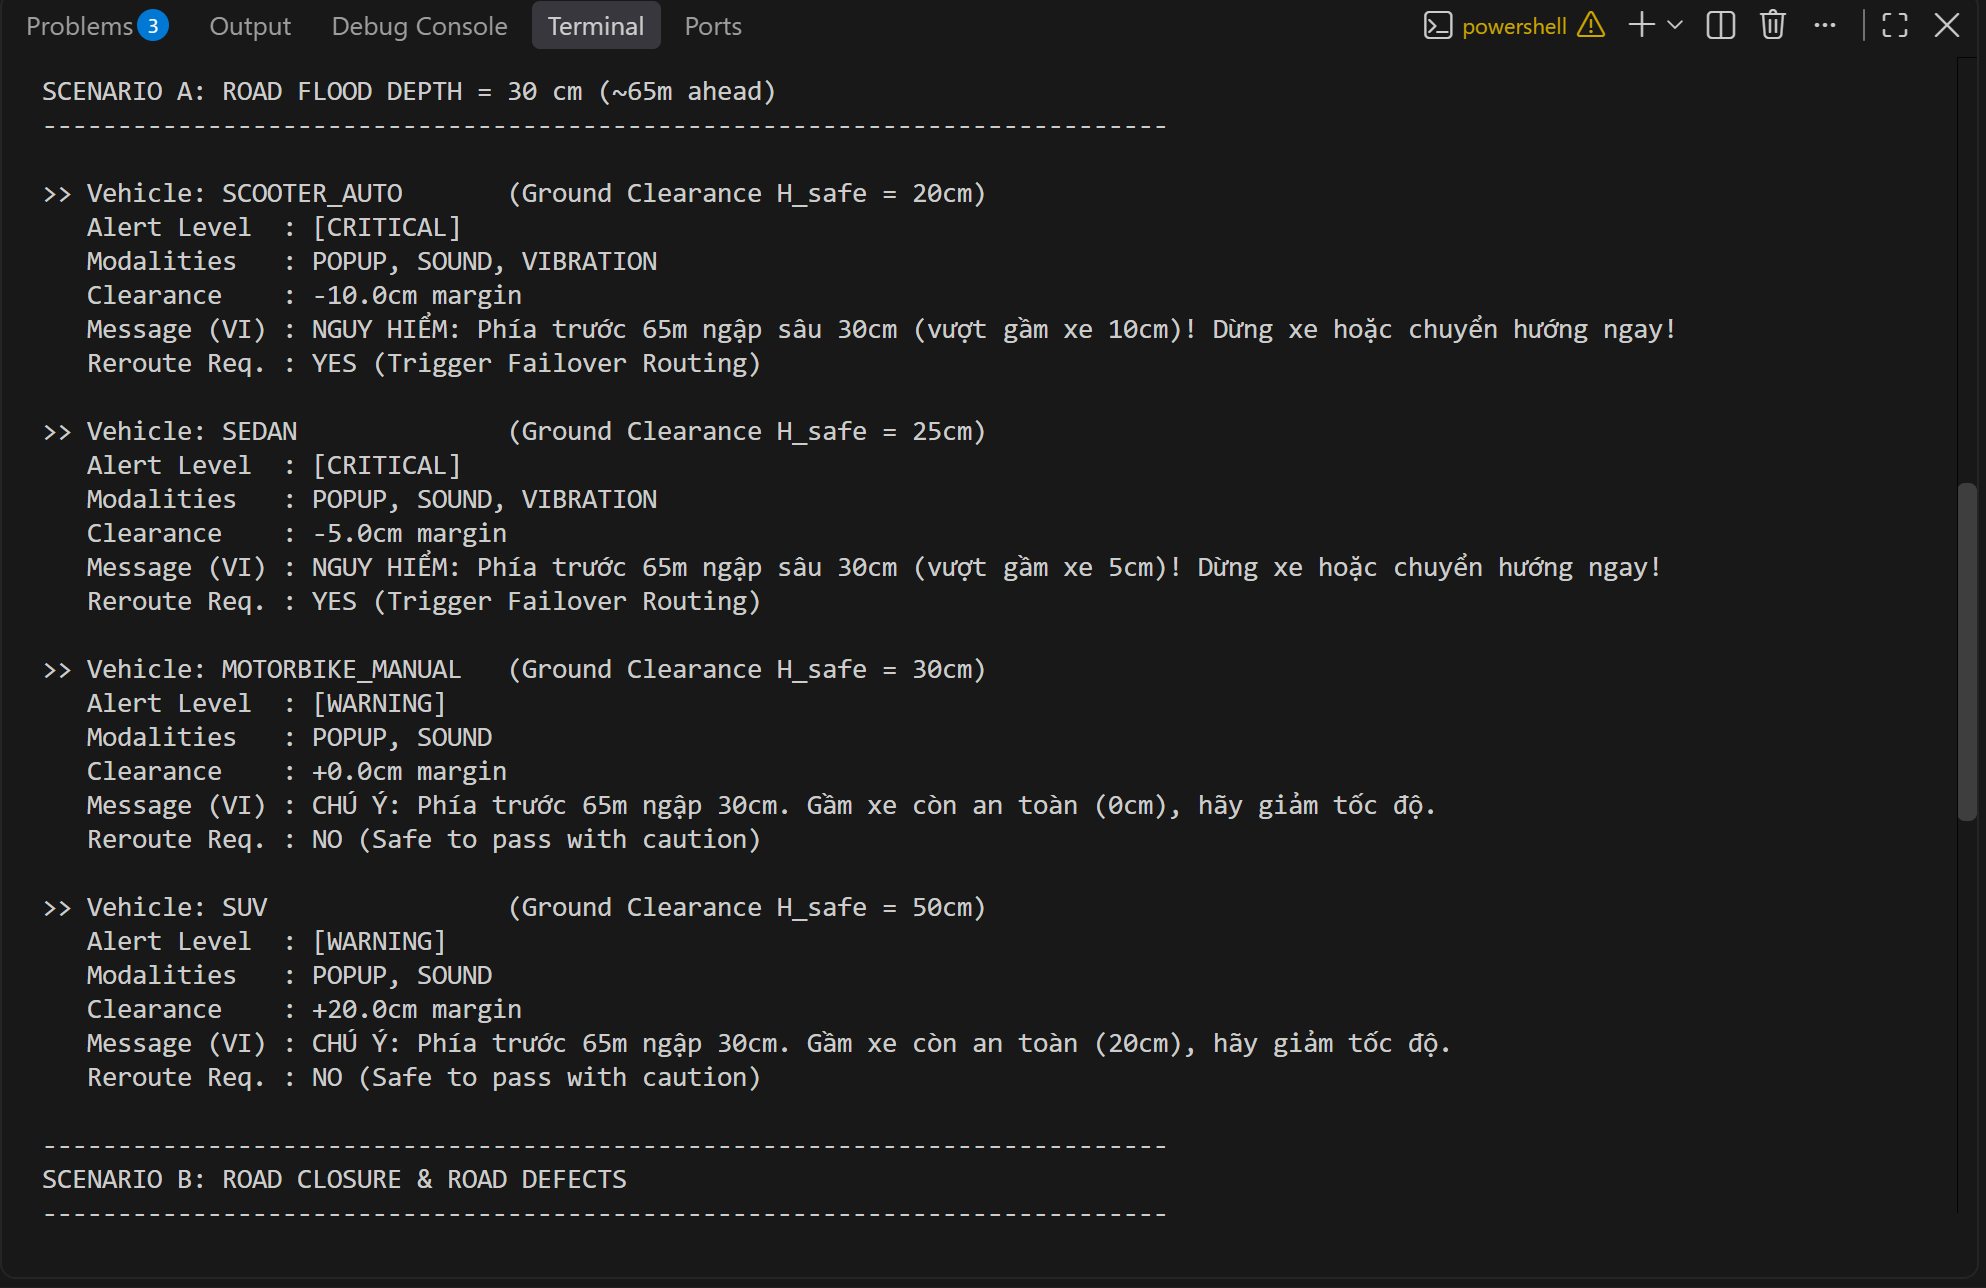 Problems 3 Output Debug Console Terminal Ports powershell
SCENARIO A: ROAD FLOOD DEPTH = 30 cm (~65m ahead)
---------------------------------------------------------------------------
>> Vehicle: SCOOTER_AUTO       (Ground Clearance H_safe = 20cm)
   Alert Level  : [CRITICAL]
   Modalities   : POPUP, SOUND, VIBRATION
   Clearance    : -10.0cm margin
   Message (VI) : NGUY HIỂM: Phía trước 65m ngập sâu 30cm (vượt gầm xe 10cm)! Dừng xe hoặc chuyển hướng ngay!
   Reroute Req. : YES (Trigger Failover Routing)
>> Vehicle: SEDAN              (Ground Clearance H_safe = 25cm)
   Alert Level  : [CRITICAL]
   Modalities   : POPUP, SOUND, VIBRATION
   Clearance    : -5.0cm margin
   Message (VI) : NGUY HIỂM: Phía trước 65m ngập sâu 30cm (vượt gầm xe 5cm)! Dừng xe hoặc chuyển hướng ngay!
   Reroute Req. : YES (Trigger Failover Routing)
>> Vehicle: MOTORBIKE_MANUAL   (Ground Clearance H_safe = 30cm)
   Alert Level  : [WARNING]
   Modalities   : POPUP, SOUND
   Clearance    : +0.0cm margin
   Message (VI) : CHÚ Ý: Phía trước 65m ngập 30cm. Gầm xe còn an toàn (0cm), hãy giảm tốc độ.
   Reroute Req. : NO (Safe to pass with caution)
>> Vehicle: SUV                (Ground Clearance H_safe = 50cm)
   Alert Level  : [WARNING]
   Modalities   : POPUP, SOUND
   Clearance    : +20.0cm margin
   Message (VI) : CHÚ Ý: Phía trước 65m ngập 30cm. Gầm xe còn an toàn (20cm), hãy giảm tốc độ.
   Reroute Req. : NO (Safe to pass with caution)
---------------------------------------------------------------------------
SCENARIO B: ROAD CLOSURE & ROAD DEFECTS
---------------------------------------------------------------------------